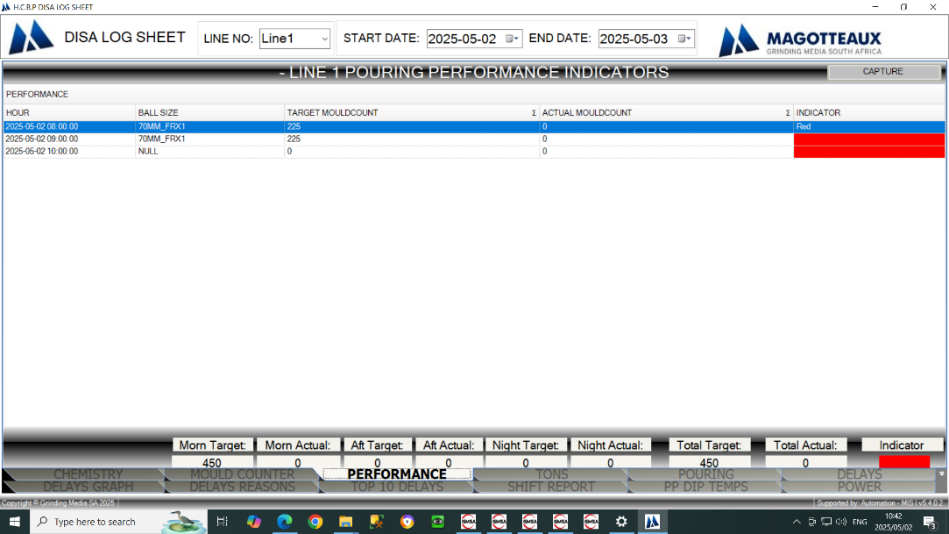 H.C.B.P DISA LOG SHEET
DISA LOG SHEET LINE NO: Line1 START DATE: 2025-05-02 END DATE: 2025-05-03 MAGOTTEAUX
GRINDING MEDIA SOUTH AFRICA
- LINE 1 POURING PERFORMANCE INDICATORS CAPTURE
PERFORMANCE
HOUR BALL SIZE TARGET MOULDCOUNT Σ ACTUAL MOULDCOUNT Σ INDICATOR
2025-05-02 08:00:00 70MM_FRX1 225 0 Red
2025-05-02 09:00:00 70MM_FRX1 225 0
2025-05-02 10:00:00 NULL 0 0
Morn Target: Morn Actual: Aft Target: Aft Actual: Night Target: Night Actual: Total Target: Total Actual: Indicator
450 0 0 0 0 0 450 0
CHEMISTRY MOULD COUNTER PERFORMANCE TONS POURING DELAYS
DELAYS GRAPH DELAYS REASONS TOP 10 DELAYS SHIFT REPORT PP DIP TEMPS POWER
Copyright © Grinding Media SA 2025 Supported by: Automation - MIS | v5.4.0.2
Type here to search ENG 10:42
2025/05/02